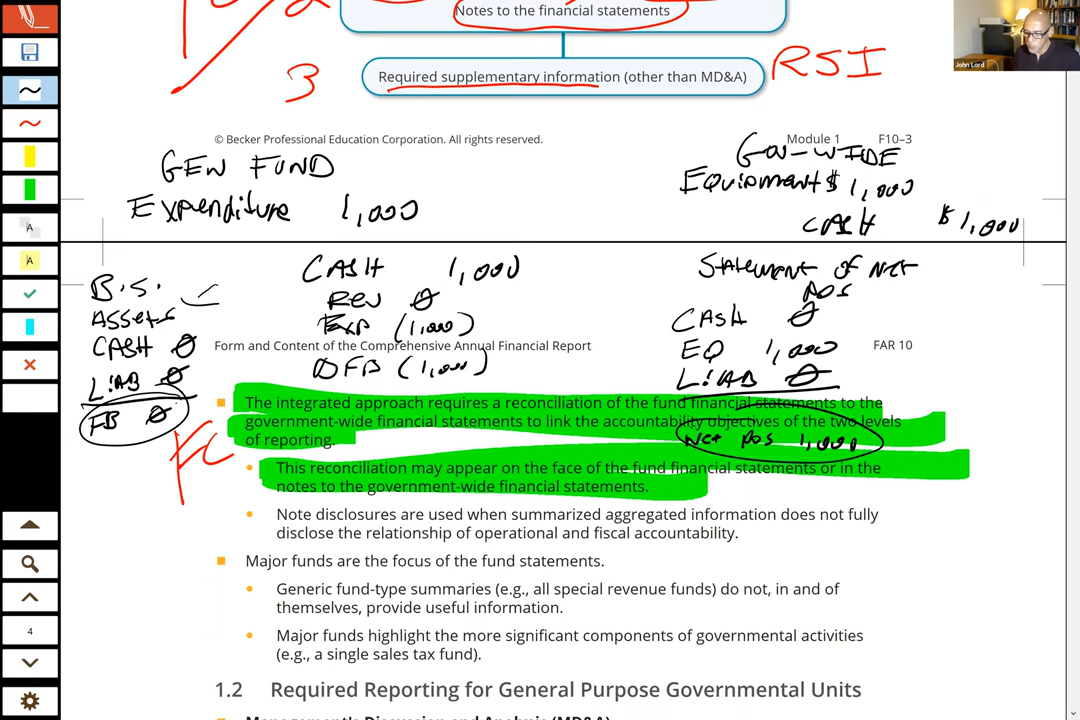 Notes to the financial statements
3
Required supplementary information (other than MD&A)
RSI
John Lord
© Becker Professional Education Corporation. All rights reserved.
Module 1 F10–3
GEN FUND
Expenditure 1,000
CASH 1,000
GOV-WIDE
Equipment $ 1,000
CASH $ 1,000
B.S.
Assets
CASH 0
LIAB 0
FB 0
Rev 0
Exp (1,000)
OFB (1,000)
Statement of Net
Pos
CASH 0
EQ 1,000
LIAB 0
Net Pos 1,000
Form and Content of the Comprehensive Annual Financial Report
FAR 10
The integrated approach requires a reconciliation of the fund financial statements to the
government-wide financial statements to link the accountability objectives of the two levels
of reporting.
This reconciliation may appear on the face of the fund financial statements or in the
notes to the government-wide financial statements.
Note disclosures are used when summarized aggregated information does not fully
disclose the relationship of operational and fiscal accountability.
Major funds are the focus of the fund statements.
Generic fund-type summaries (e.g., all special revenue funds) do not, in and of
themselves, provide useful information.
Major funds highlight the more significant components of governmental activities
(e.g., a single sales tax fund).
1.2 Required Reporting for General Purpose Governmental Units
Management's Discussion and Analysis (MD&A)
A
A
4